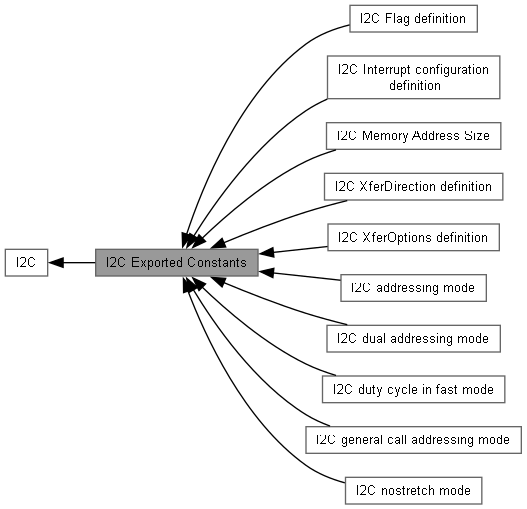 I2C Flag definition
I2C Interrupt configuration
definition
I2C Memory Address Size
I2C XferDirection definition
I2C XferOptions definition
I2C
I2C Exported Constants
I2C addressing mode
I2C dual addressing mode
I2C duty cycle in fast mode
I2C general call addressing mode
I2C nostretch mode